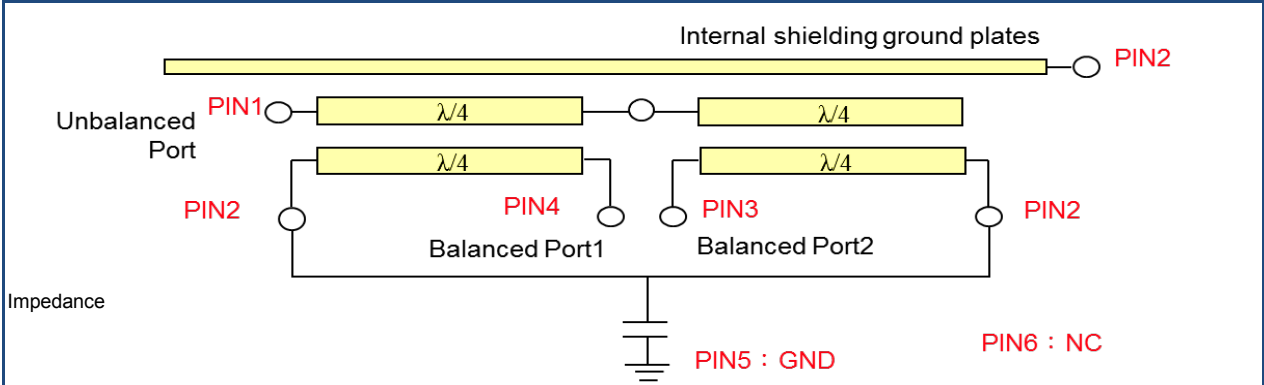 Internal shielding ground plates
PIN2
PIN1
λ/4
λ/4
Unbalanced
Port
λ/4
λ/4
PIN2
PIN4
PIN3
PIN2
Balanced Port1
Balanced Port2
Impedance
PIN5：GND
PIN6：NC